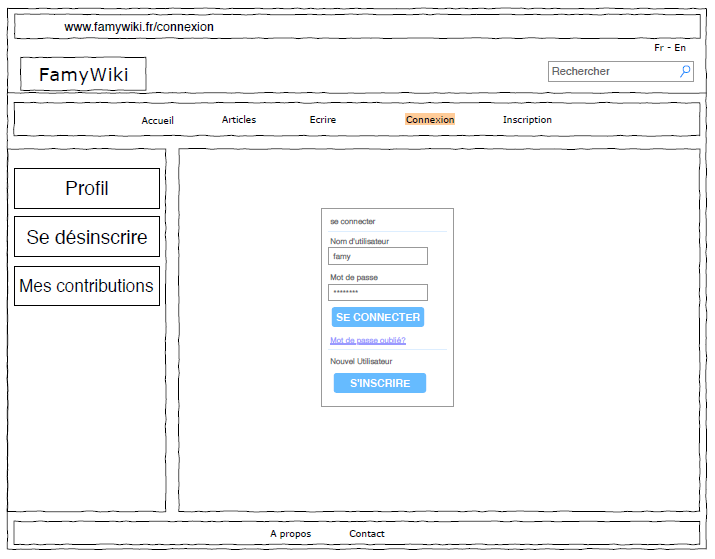 www.famywiki.fr/connexion
Fr - En
FamyWiki
Rechercher
Accueil Articles Ecrire Connexion Inscription
Profil
Se désinscrire
Mes contributions
se connecter
Nom d'utilisateur
famy
Mot de passe
********
SE CONNECTER
Mot de passe oublié?
Nouvel Utilisateur
S'INSCRIRE
A propos Contact